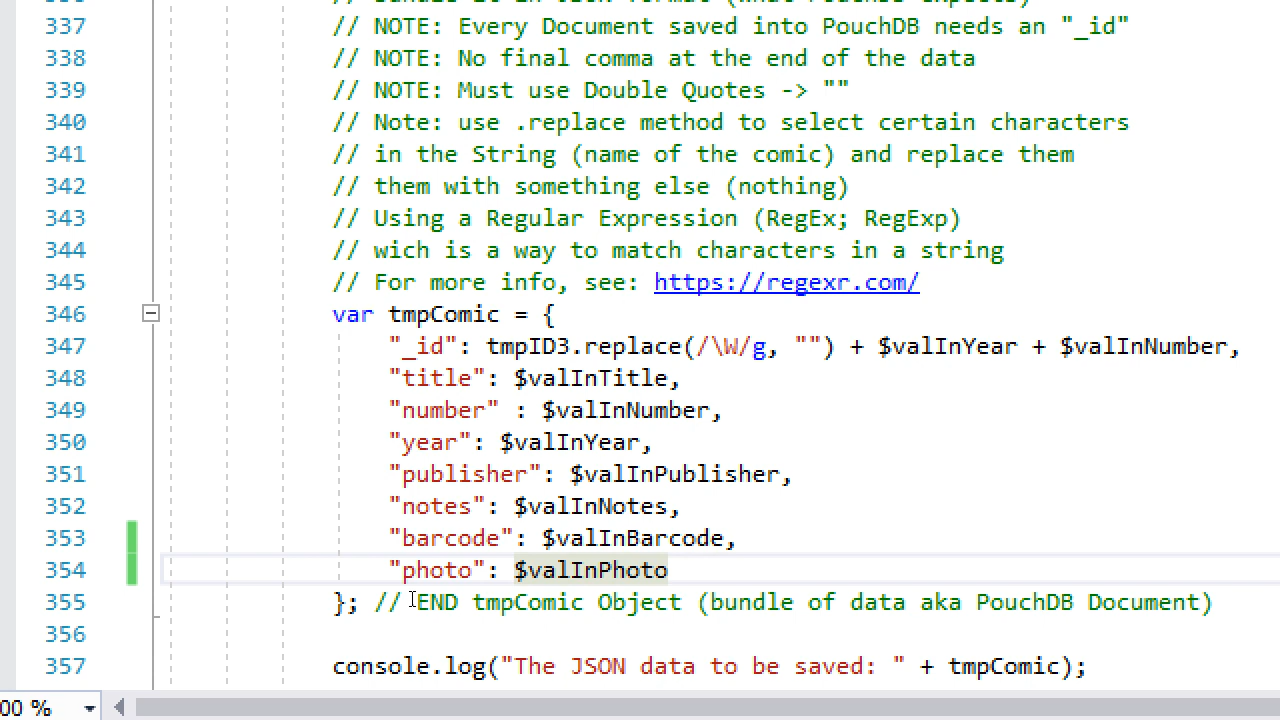 337 // NOTE: Every Document saved into PouchDB needs an "_id"
338 // NOTE: No final comma at the end of the data
339 // NOTE: Must use Double Quotes -> ""
340 // Note: use .replace method to select certain characters
341 // in the String (name of the comic) and replace them
342 // them with something else (nothing)
343 // Using a Regular Expression (RegEx; RegExp)
344 // wich is a way to match characters in a string
345 // For more info, see: https://regexr.com/
346 var tmpComic = {
347 "_id": tmpID3.replace(/\W/g, "") + $valInYear + $valInNumber,
348 "title": $valInTitle,
349 "number" : $valInNumber,
350 "year": $valInYear,
351 "publisher": $valInPublisher,
352 "notes": $valInNotes,
353 "barcode": $valInBarcode,
354 "photo": $valInPhoto
355 }; // END tmpComic Object (bundle of data aka PouchDB Document)
356
357 console.log("The JSON data to be saved: " + tmpComic);
00 %